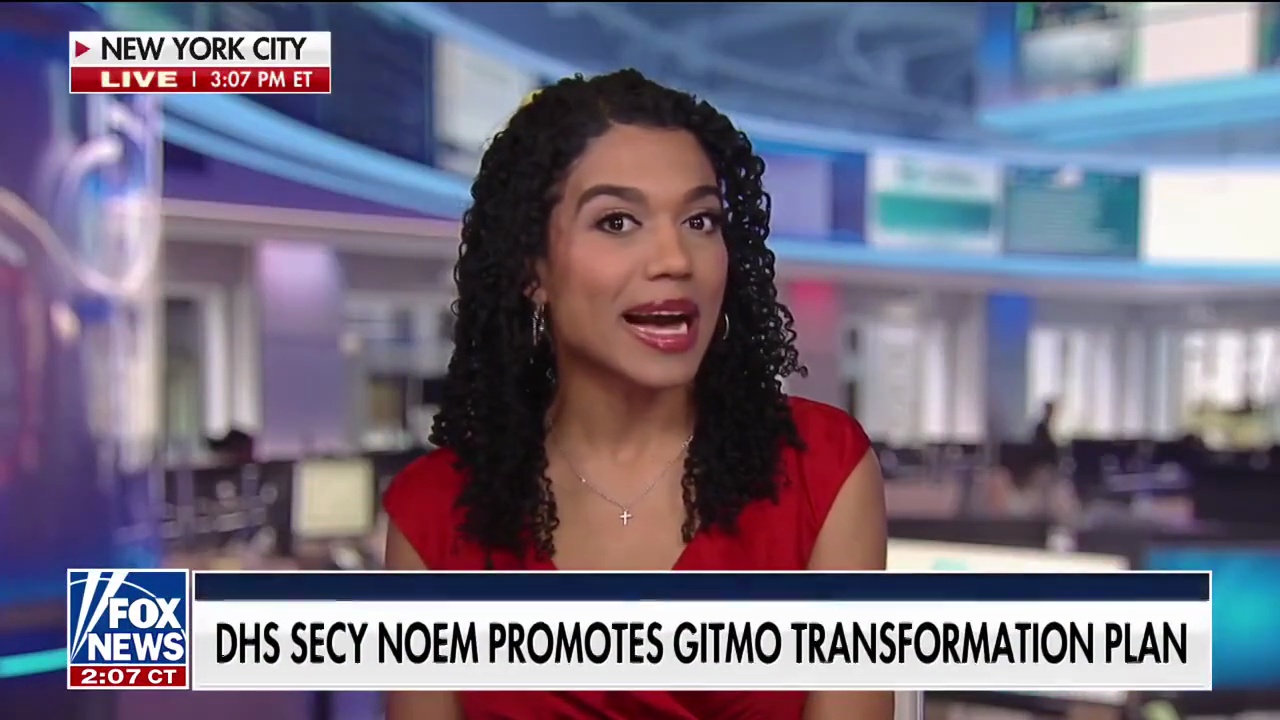 NEW YORK CITY
LIVE | 3:07 PM ET
FOX
NEWS
2:07 CT
DHS SECY NOEM PROMOTES GITMO TRANSFORMATION PLAN